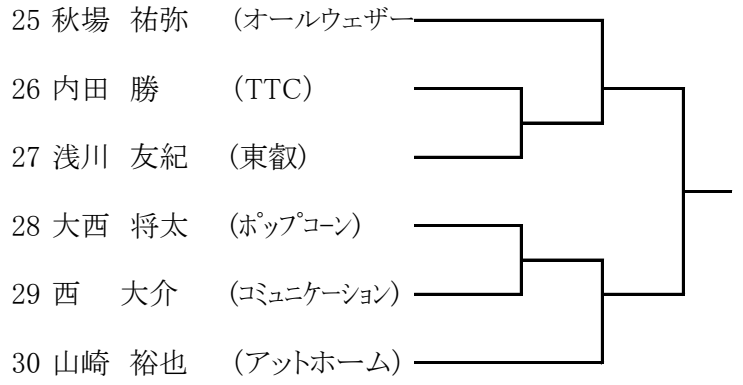 25 秋場 祐弥 (オールウェザー
26 内田 勝 (TTC)
27 浅川 友紀 (東叡)
28 大西 将太 (ポップコーン)
29 西 大介 (コミュニケーション)
30 山崎 裕也 (アットホーム)